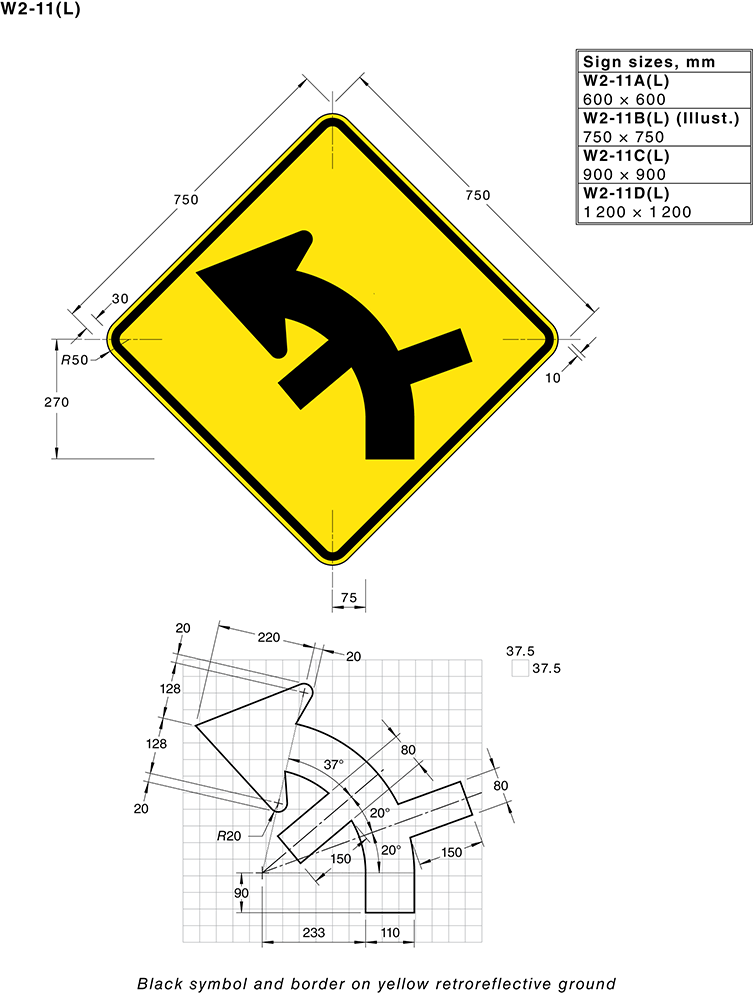 W2-11(L)
Sign sizes, mm
W2-11A(L)
600 × 600
W2-11B(L) (Illust.)
750 × 750
W2-11C(L)
900 × 900
W2-11D(L)
1 200 × 1 200
750
750
30
R50
10
270
75
20
220
20
37.5
37.5
128
128
80
37°
80
20
20°
R20
20°
150
150
90
233
110
Black symbol and border on yellow retroreflective ground